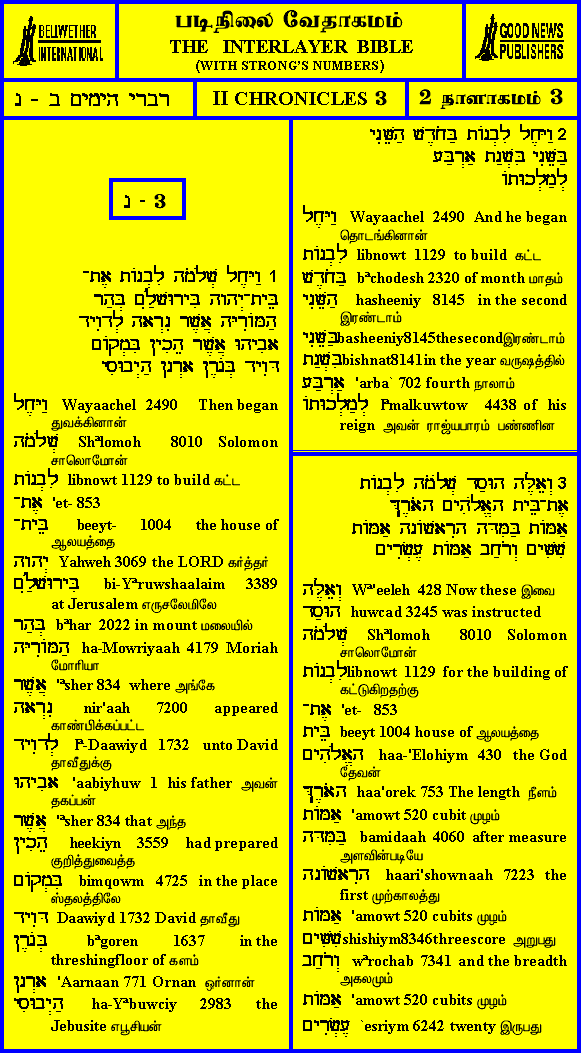 BELLWETHER
INTERNATIONAL
படிநிலை வேதாகமம்
THE INTERLAYER BIBLE
(WITH STRONG'S NUMBERS)
GOOD NEWS
PUBLISHERS
דברי הימים ב - נ
II CHRONICLES 3
2 நாளாகமம் 3
נ - 3
1 וַיָּחֶל שְׁלֹמֹה לִבְנוֹת אֶת־
בֵּית־יְהוָה בִּירוּשָׁלִַם בְּהַר
הַמּוֹרִיָּה אֲשֶׁר נִרְאָה לְדָוִיד
אָבִיהוּ אֲשֶׁר הֵכִין בִּמְקוֹם
דָּוִיד בְּגֹרֶן אָרְנָן הַיְבוּסִי
וַיָּחֶל Wayaachel 2490 Then began
துவக்கினான்
שְׁלֹמֹה Shªlomoh 8010 Solomon
சாலொமோன்
לִבְנוֹת libnowt 1129 to build கட்ட
אֶת־ 'et- 853
בֵּית־ beeyt- 1004 the house of
ஆலயத்தை
יְהוָה Yahweh 3069 the LORD கர்த்தர்
בִּירוּשָׁלִַם bi-Yªruwshaalaim 3389
at Jerusalem எருசலேமிலே
בְּהַר bªhar 2022 in mount மலையில்
הַמּוֹרִיָּה ha-Mowriyaah 4179 Moriah
மோரியா
אֲשֶׁר 'ªsher 834 where அங்கே
נִרְאָה nir'aah 7200 appeared
காண்பிக்கப்பட்ட
לְדָוִיד lª-Daawiyd 1732 unto David
தாவீதுக்கு
אָבִיהוּ 'aabiyhuw 1 his father அவன்
தகப்பன்
אֲשֶׁר 'ªsher 834 that அந்த
הֵכִין heekiyn 3559 had prepared
குறித்துவைத்த
בִּמְקוֹם bimqowm 4725 in the place
ஸ்தலத்திலே
דָּוִיד Daawiyd 1732 David தாவீது
בְּגֹרֶן bªgoren 1637 in the
threshingfloor of களம்
אָרְנָן 'Aarnaan 771 Ornan ஒர்னான்
הַיְבוּסִי ha-Yªbuwciy 2983 the
Jebusite எபூசியன்
2 וַיָּחֶל לִבְנוֹת בַּחֹדֶשׁ הַשֵּׁנִי
בַּשֵּׁנִי בִּשְׁנַת אַרְבַּע
לְמַלְכוּתוֹ
וַיָּחֶל Wayaachel 2490 And he began
தொடங்கினான்
לִבְנוֹת libnowt 1129 to build கட்ட
בַּחֹדֶשׁ bªchodesh 2320 of month மாதம்
הַשֵּׁנִי hasheeniy 8145 in the second
இரண்டாம்
בַּשֵּׁנִי basheeniy8145thesecondஇரண்டாம்
בִּשְׁנַת bishnat8141in the year வருஷத்தில்
אַרְבַּע 'arba` 702 fourth நாலாம்
לְמַלְכוּתוֹ lªmalkuwtow 4438 of his
reign அவன் ராஜ்யபாரம் பண்ணின
3 וְאֵלֶּה הוּסַד שְׁלֹמֹה לִבְנוֹת
אֶת־בֵּית הָאֱלֹהִים הָאֹרֶךְ
אַמּוֹת בַּמִּדָּה הָרִאשׁוֹנָה אַמּוֹת
שִׁשִּׁים וְרֹחַב אַמּוֹת עֶשְׂרִים
וְאֵלֶּה Wª'eeleh 428 Now these இவை
הוּסַד huwcad 3245 was instructed
שְׁלֹמֹה Shªlomoh 8010 Solomon
சாலொமோன்
לִבְנוֹת libnowt 1129 for the building of
கட்டுகிறதற்கு
אֶת־ 'et- 853
בֵּית beeyt 1004 house of ஆலயத்தை
הָאֱלֹהִים haa-'Elohiym 430 the God
தேவன்
הָאֹרֶךְ haa'orek 753 The length நீளம்
אַמּוֹת 'amowt 520 cubit முழம்
בַּמִּדָּה bamidaah 4060 after measure
அளவின்படியே
הָרִאשׁוֹנָה haari'shownaah 7223 the
first முற்காலத்து
אַמּוֹת 'amowt 520 cubits முழம்
שִׁשִּׁים shishiym8346threescore அறுபது
וְרֹחַב wªrochab 7341 and the breadth
அகலமும்
אַמּוֹת 'amowt 520 cubits முழம்
עֶשְׂרִים `esriym 6242 twenty இருபது